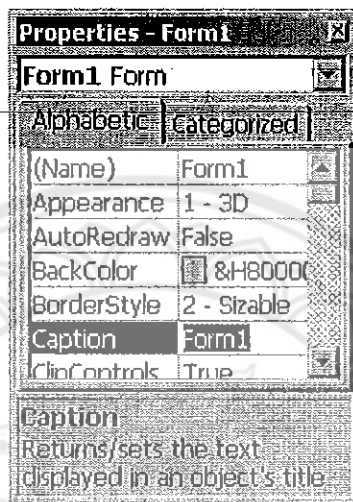 Properties - Form1
Form1 Form
Alphabetic Categorized
(Name) Form1
Appearance 1 - 3D
AutoRedraw False
BackColor &H8000
BorderStyle 2 - Sizable
Caption Form1
ClipControls True
Caption
Returns/sets the text
displayed in an object's title